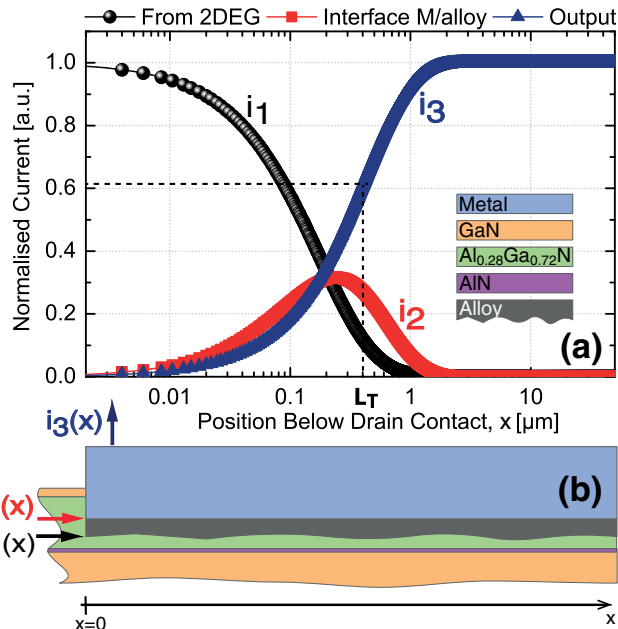 From 2DEG Interface M/alloy Output
Normalised Current [a.u.]
1.0
0.8
0.6
0.4
0.2
0.0
i1
i3
i2
Metal
GaN
Al0.28Ga0.72N
AlN
Alloy
(a)
0.01 0.1 1 10
LT
Position Below Drain Contact, x [µm]
i3(x)
(b)
(x)
(x)
x=0
x